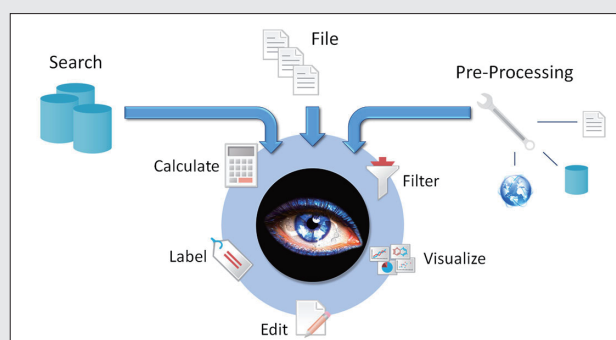 File
Search
Pre-Processing
Calculate
Filter
Label
Visualize
Edit